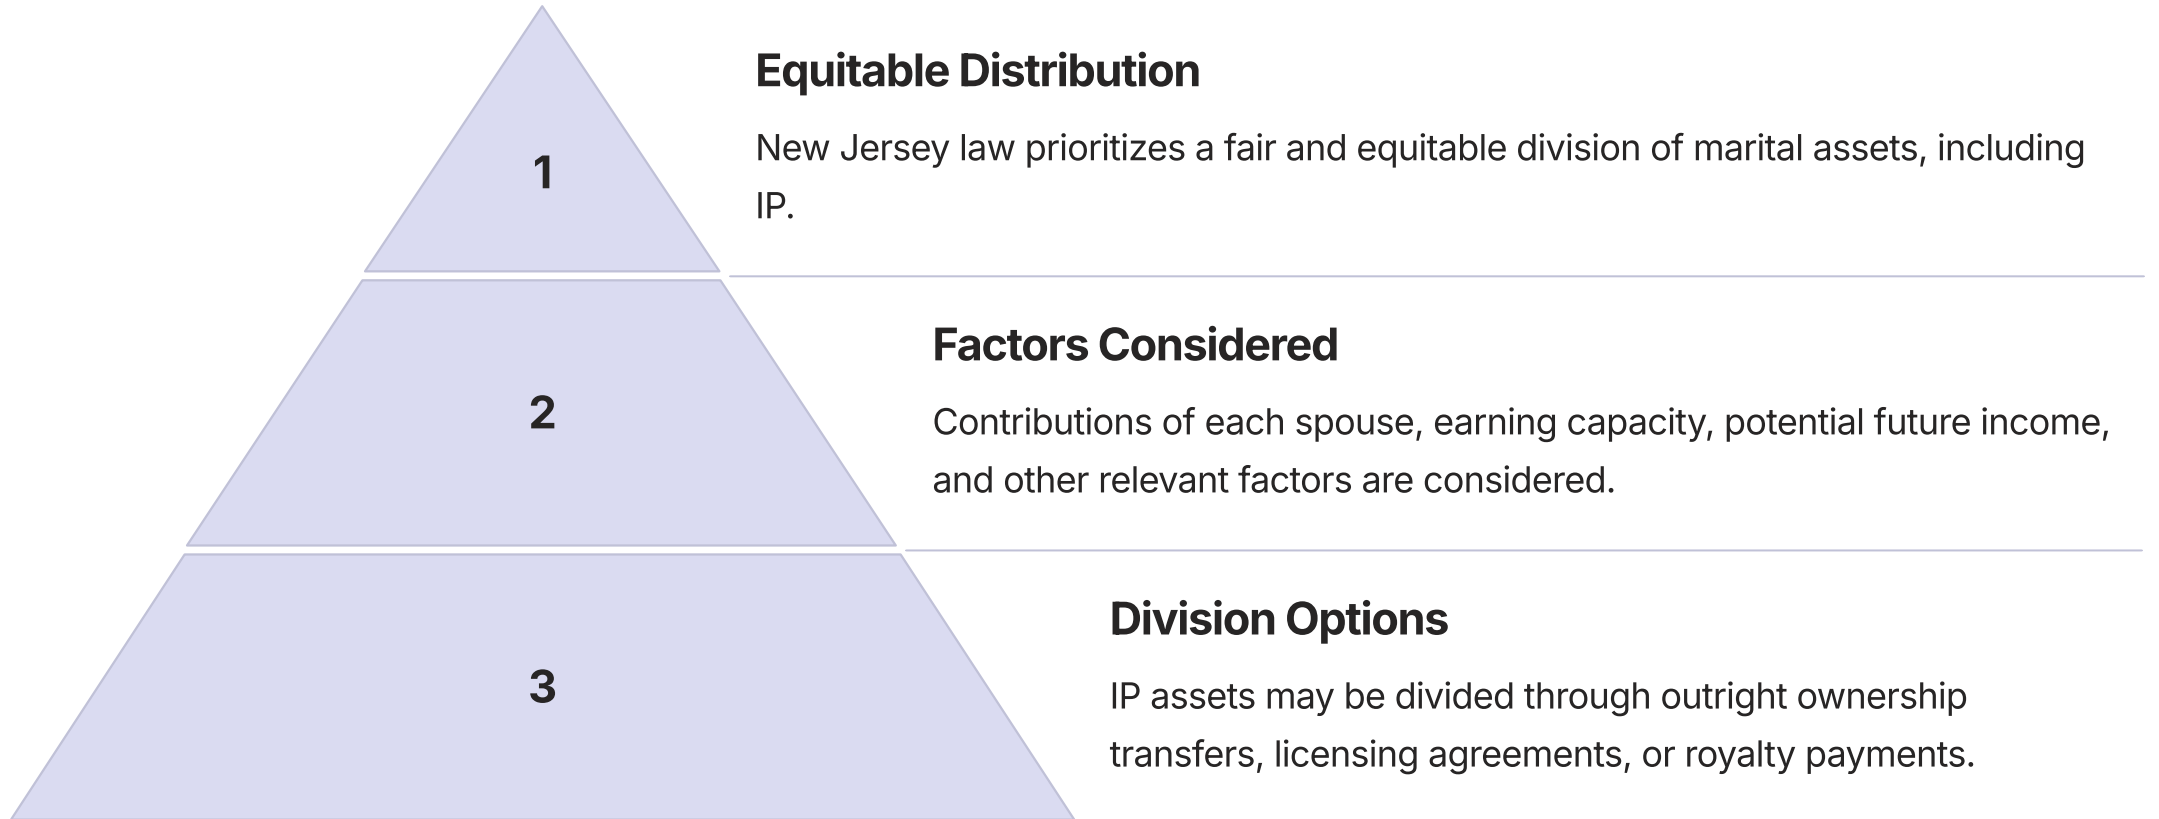 1
Equitable Distribution
New Jersey law prioritizes a fair and equitable division of marital assets, including
IP.
2
Factors Considered
Contributions of each spouse, earning capacity, potential future income,
and other relevant factors are considered.
3
Division Options
IP assets may be divided through outright ownership
transfers, licensing agreements, or royalty payments.